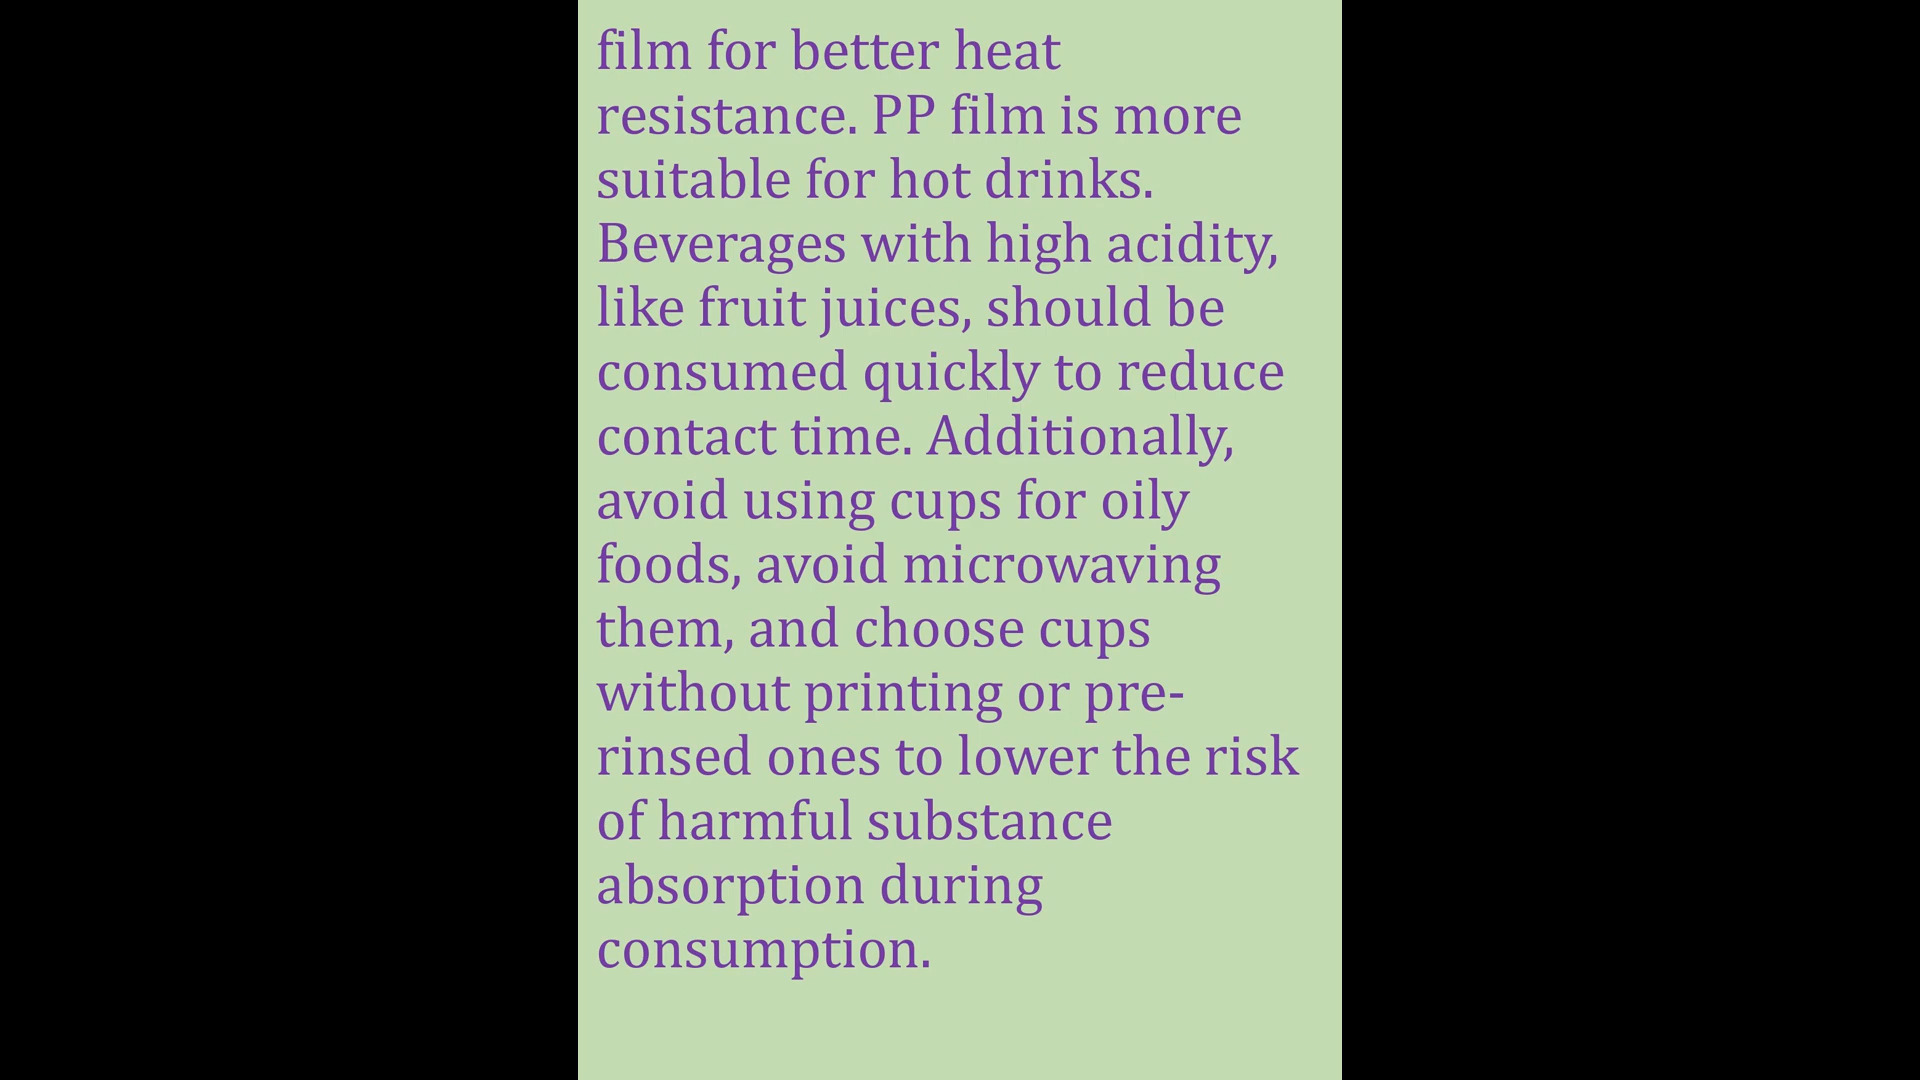 film for better heat
resistance. PP film is more
suitable for hot drinks.
Beverages with high acidity,
like fruit juices, should be
consumed quickly to reduce
contact time. Additionally,
avoid using cups for oily
foods, avoid microwaving
them, and choose cups
without printing or pre-
rinsed ones to lower the risk
of harmful substance
absorption during
consumption.